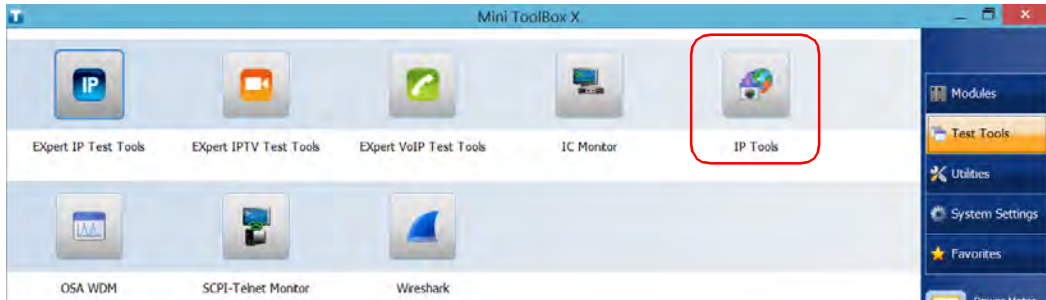 Mini ToolBox X
IP
EXpert IP Test Tools
EXpert IPTV Test Tools
EXpert VoIP Test Tools
IC Monitor
IP Tools
OSA WDM
SCPI-Telnet Monitor
Wireshark
Modules
Test Tools
Utilities
System Settings
Favorites